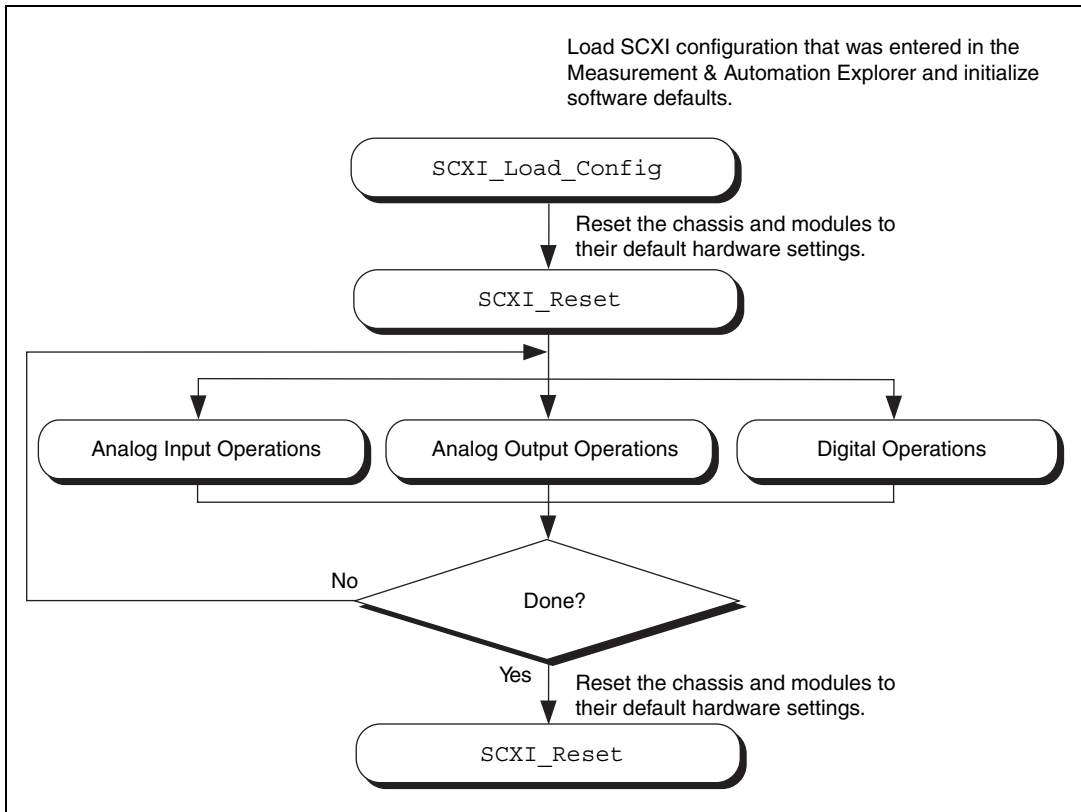 Load SCXI configuration that was entered in the
Measurement & Automation Explorer and initialize
software defaults.
SCXI_Load_Config
Reset the chassis and modules to
their default hardware settings.
SCXI_Reset
Analog Input Operations
Analog Output Operations
Digital Operations
No
Done?
Yes
Reset the chassis and modules to
their default hardware settings.
SCXI_Reset